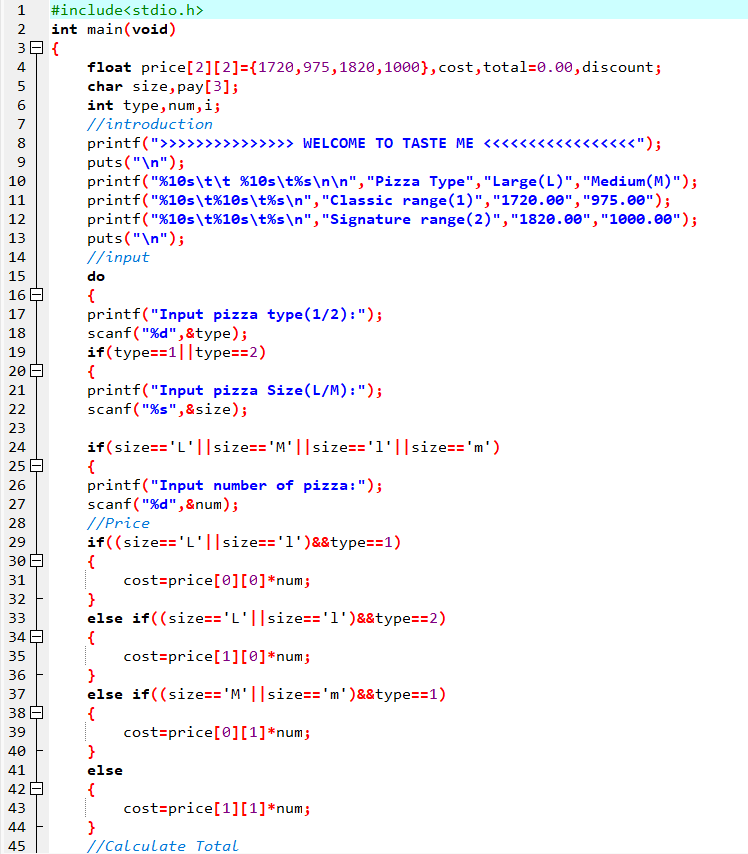 1 #include<stdio.h>
2 int main(void)
3 {
4 float price[2][2]={1720,975,1820,1000},cost,total=0.00,discount;
5 char size,pay[3];
6 int type,num,i;
7 //introduction
8 printf(">>>>>>>>>>>>>>> WELCOME TO TASTE ME <<<<<<<<<<<<<<<<<");
9 puts("\n");
10 printf("%10s\t\t %10s\t%s\n\n","Pizza Type","Large(L)","Medium(M)");
11 printf("%10s\t%10s\t%s\n","Classic range(1)","1720.00","975.00");
12 printf("%10s\t%10s\t%s\n","Signature range(2)","1820.00","1000.00");
13 puts("\n");
14 //input
15 do
16 {
17 printf("Input pizza type(1/2):");
18 scanf("%d",&type);
19 if(type==1||type==2)
20 {
21 printf("Input pizza Size(L/M):");
22 scanf("%s",&size);
23
24 if(size=='L'||size=='M'||size=='l'||size=='m')
25 {
26 printf("Input number of pizza:");
27 scanf("%d",&num);
28 //Price
29 if((size=='L'||size=='l')&&type==1)
30 {
31 cost=price[0][0]*num;
32 }
33 else if((size=='L'||size=='l')&&type==2)
34 {
35 cost=price[1][0]*num;
36 }
37 else if((size=='M'||size=='m')&&type==1)
38 {
39 cost=price[0][1]*num;
40 }
41 else
42 {
43 cost=price[1][1]*num;
44 }
45 //Calculate Total